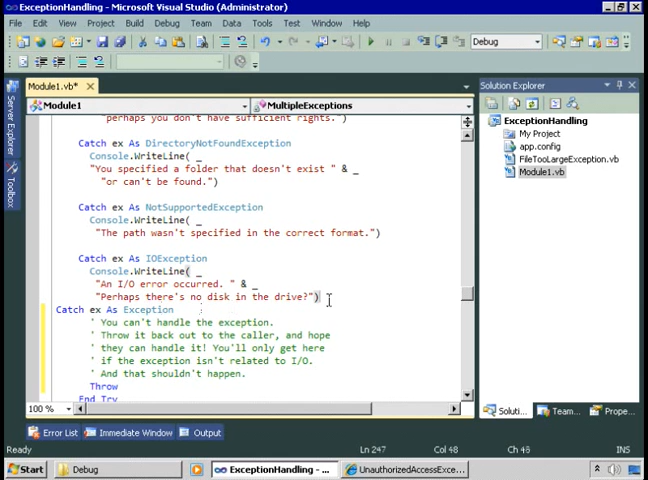 ExceptionHandling - Microsoft Visual Studio (Administrator)
File Edit View Project Build Debug Team Data Tools Test Window Help
Debug
Module1.vb*
Module1
MultipleExceptions
"perhaps you don't have sufficient rights.")
Catch ex As DirectoryNotFoundException
Console.WriteLine( _
"You specified a folder that doesn't exist " & _
"or can't be found.")
Catch ex As NotSupportedException
Console.WriteLine( _
"The path wasn't specified in the correct format.")
Catch ex As IOException
Console.WriteLine( _
"An I/O error occurred. " & _
"Perhaps there's no disk in the drive?")
Catch ex As Exception
' You can't handle the exception.
' Throw it back out to the caller, and hope
' they can handle it! You'll only get here
' if the exception isn't related to I/O.
' And that shouldn't happen.
Throw
End Try
100 %
Server Explorer
Toolbox
Solution Explorer
ExceptionHandling
My Project
app.config
FileTooLargeException.vb
Module1.vb
Soluti...
Team...
Prope...
Error List
Immediate Window
Output
Ready
Ln 247
Col 48
Ch 48
INS
Start
Debug
ExceptionHandling - ...
UnauthorizedAccessExce...